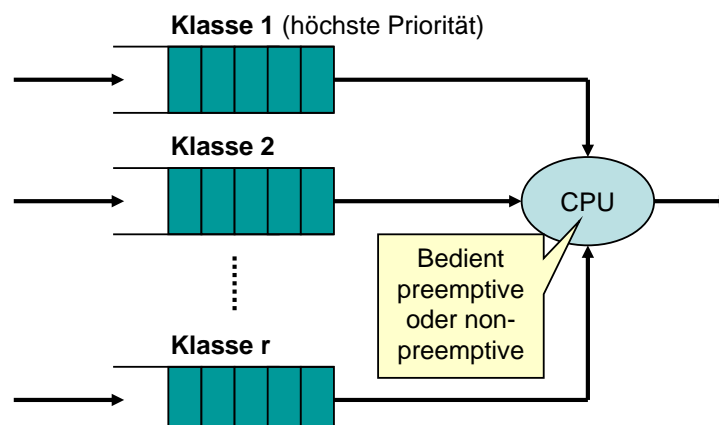 Klasse 1 (höchste Priorität)
Klasse 2
CPU
Bedient
preemptive
oder non-
preemptive
Klasse r